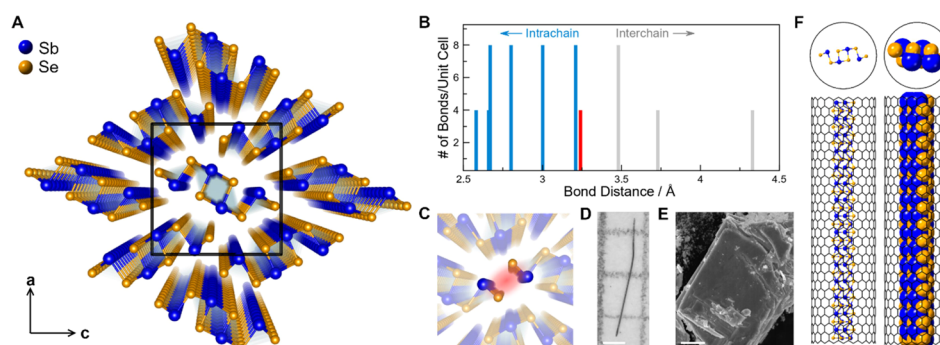 A
Sb
Se
a
c
B
Intrachain
Interchain
# of Bonds/Unit Cell
8
6
4
2
2.5
3
3.5
4
4.5
Bond Distance / Å
C
D
E
F